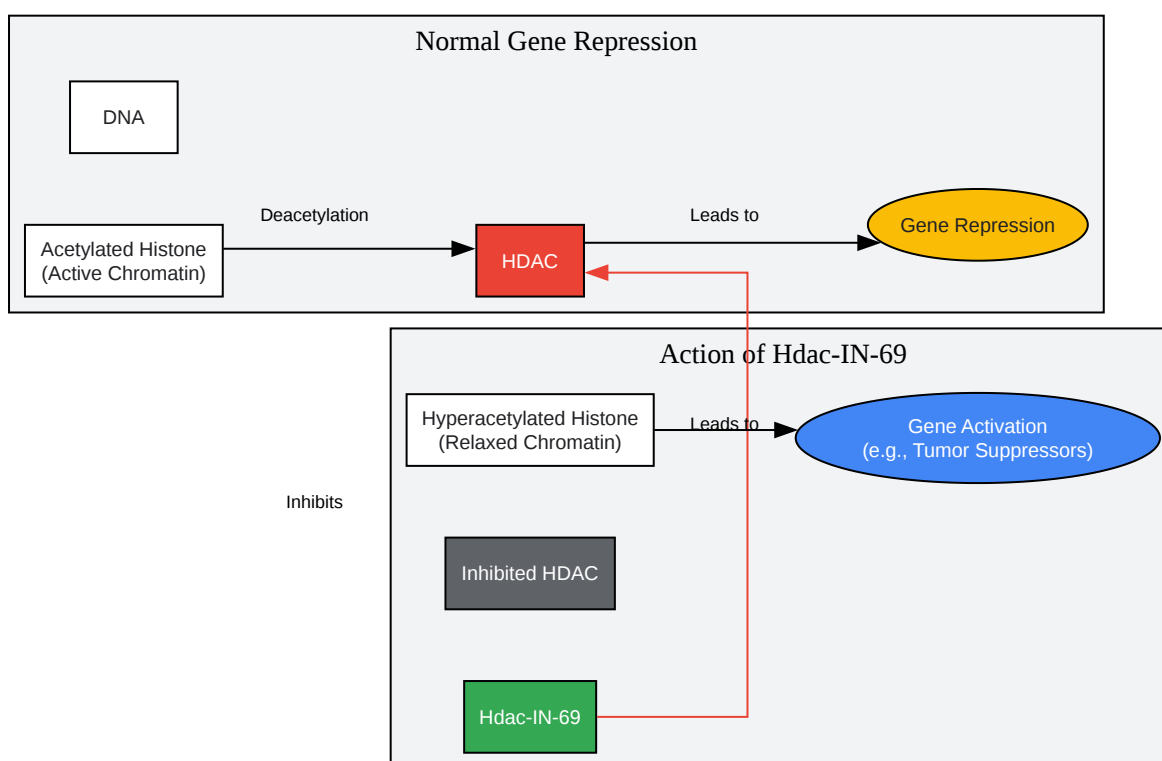 Normal Gene Repression
DNA
Deacetylation
Leads to
Acetylated Histone
(Active Chromatin)
HDAC
Gene Repression
Action of Hdac-IN-69
Hyperacetylated Histone
(Relaxed Chromatin)
Leads to
Gene Activation
(e.g., Tumor Suppressors)
Inhibits
Inhibited HDAC
Hdac-IN-69